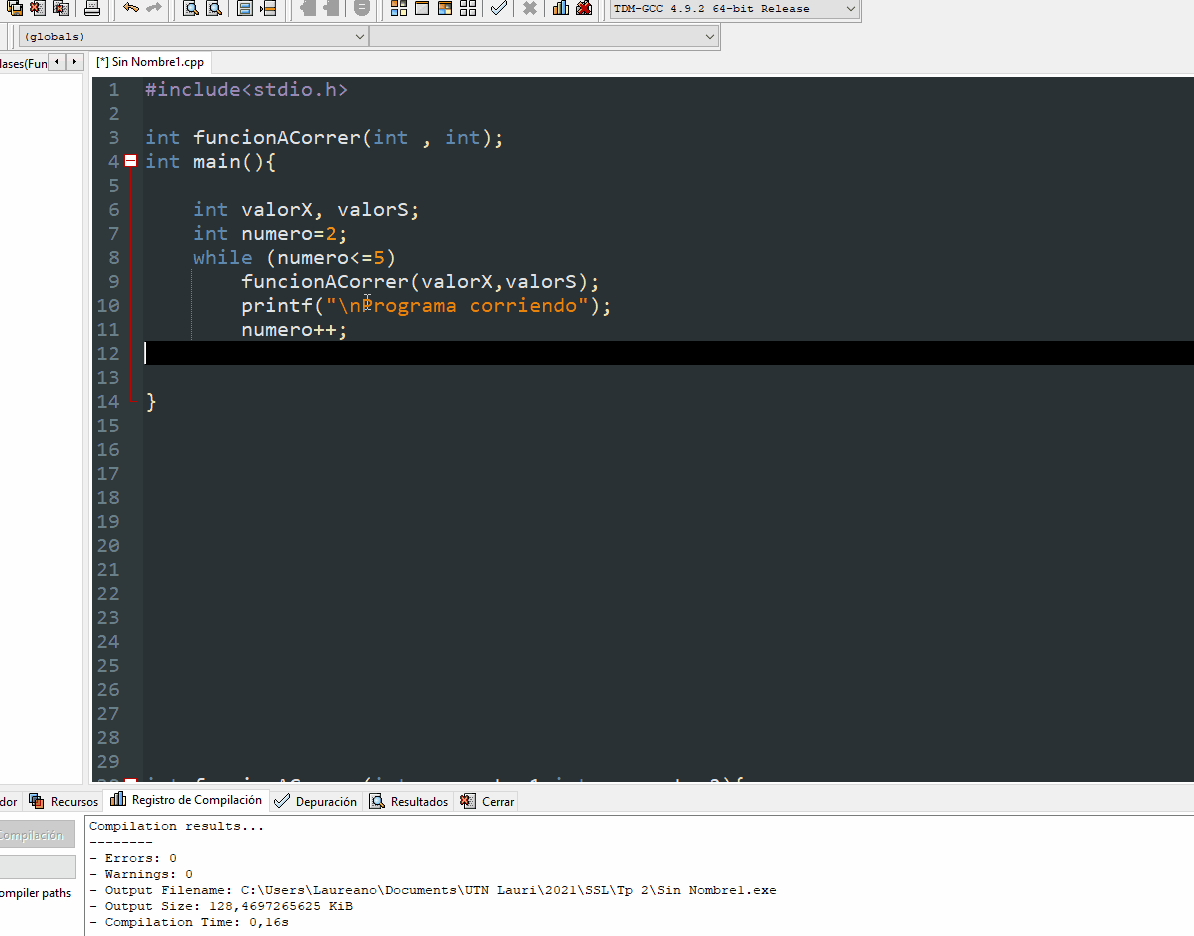 TDM-GCC 4.9.2 64-bit Release
(globals)
lases(Fun
[*] Sin Nombre1.cpp
1 #include<stdio.h>
2
3 int funcionACorrer(int , int);
4 int main(){
5
6 int valorX, valorS;
7 int numero=2;
8 while (numero<=5)
9 funcionACorrer(valorX,valorS);
10 printf("\nPrograma corriendo");
11 numero++;
12
13
14 }
15
16
17
18
19
20
21
22
23
24
25
26
27
28
29
dor Recursos Registro de Compilación Depuración Resultados Cerrar
Compilación
ompiler paths
Compilation results...
--------
- Errors: 0
- Warnings: 0
- Output Filename: C:\Users\Laureano\Documents\UTN Lauri\2021\SSL\Tp 2\Sin Nombre1.exe
- Output Size: 128,4697265625 KiB
- Compilation Time: 0,16s